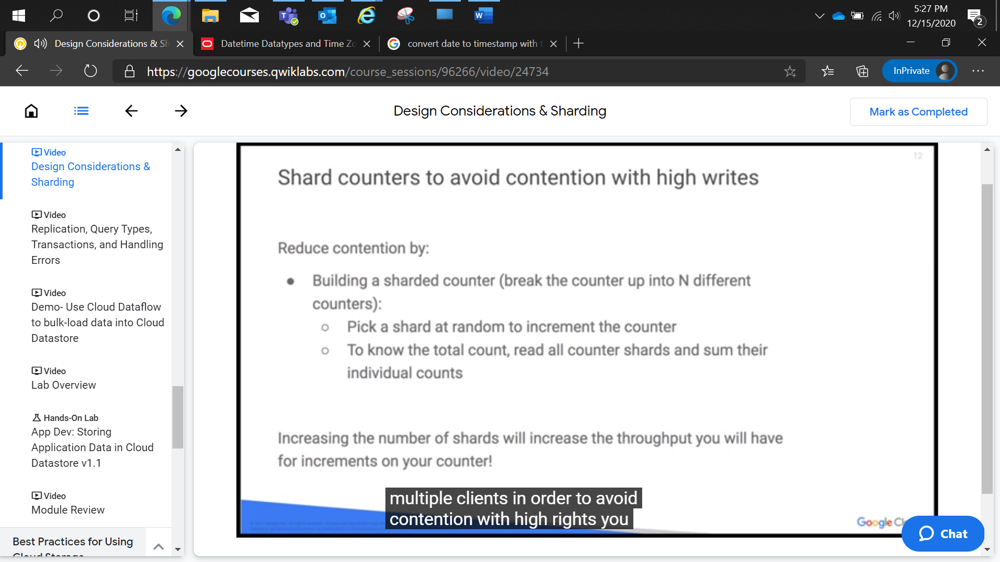 5:27 PM
12/15/2020
2
Design Considerations & Sh
Datetime Datatypes and Time Zo
convert date to timestamp with t
https://googlecourses.qwiklabs.com/course_sessions/96266/video/24734
InPrivate
Design Considerations & Sharding
Mark as Completed
Video
Design Considerations &
Sharding
Video
Replication, Query Types,
Transactions, and Handling
Errors
Video
Demo- Use Cloud Dataflow
to bulk-load data into Cloud
Datastore
Video
Lab Overview
Hands-On Lab
App Dev: Storing
Application Data in Cloud
Datastore v1.1
Video
Module Review
Best Practices for Using
Cloud Storage
12
Shard counters to avoid contention with high writes
Reduce contention by:
● Building a sharded counter (break the counter up into N different
counters):
○ Pick a shard at random to increment the counter
○ To know the total count, read all counter shards and sum their
individual counts
Increasing the number of shards will increase the throughput you will have
for increments on your counter!
multiple clients in order to avoid
contention with high rights you
Google Cl
Chat